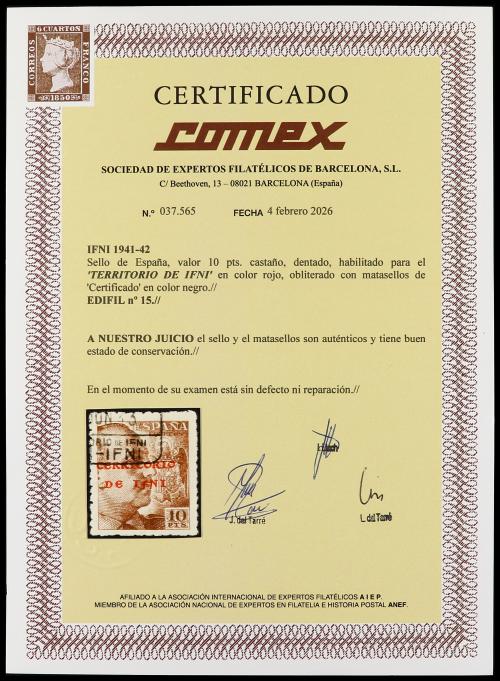 6 CUARTOS
CORREOS
FRANCO
1850
CERTIFICADO
comex
SOCIEDAD DE EXPERTOS FILATÉLICOS DE BARCELONA, S.L.
C/ Beethoven, 13 – 08021 BARCELONA (España)
N.º 037.565 FECHA 4 febrero 2026
IFNI 1941-42
Sello de España, valor 10 pts. castaño, dentado, habilitado para el
'TERRITORIO DE IFNI' en color rojo, obliterado con matasellos de
'Certificado' en color negro.//
EDIFIL nº 15.//
A NUESTRO JUICIO el sello y el matasellos son auténticos y tiene buen
estado de conservación.//
En el momento de su examen está sin defecto ni reparación.//
ESPAÑA
DE IFNI
-IFNI
TERRITORIO
DE IFNI
10
PTS
J. del Tarré
I. del Tarré
AFILIADO A LA ASOCIACIÓN INTERNACIONAL DE EXPERTOS FILATÉLICOS A I E P.
MIEMBRO DE LA ASOCIACIÓN NACIONAL DE EXPERTOS EN FILATELIA E HISTORIA POSTAL ANEF.